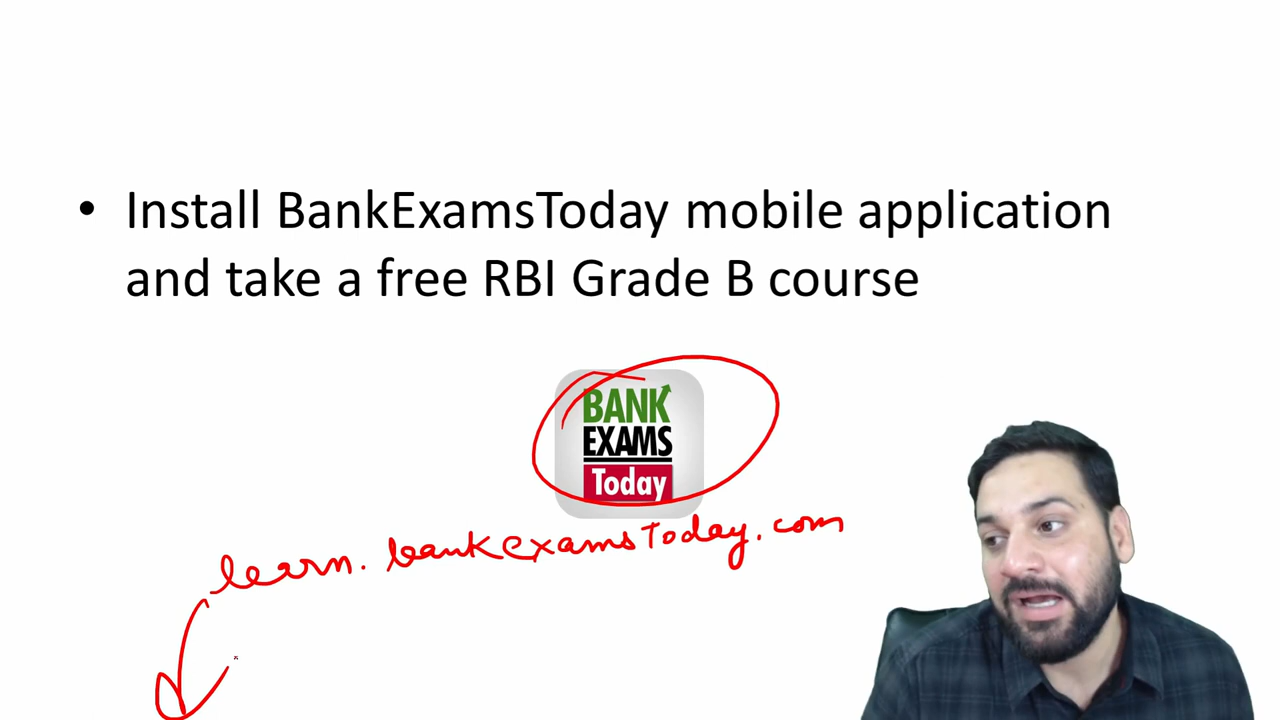 • Install BankExamsToday mobile application
and take a free RBI Grade B course
BANK
EXAMS
Today
learn.bankexamsToday.com